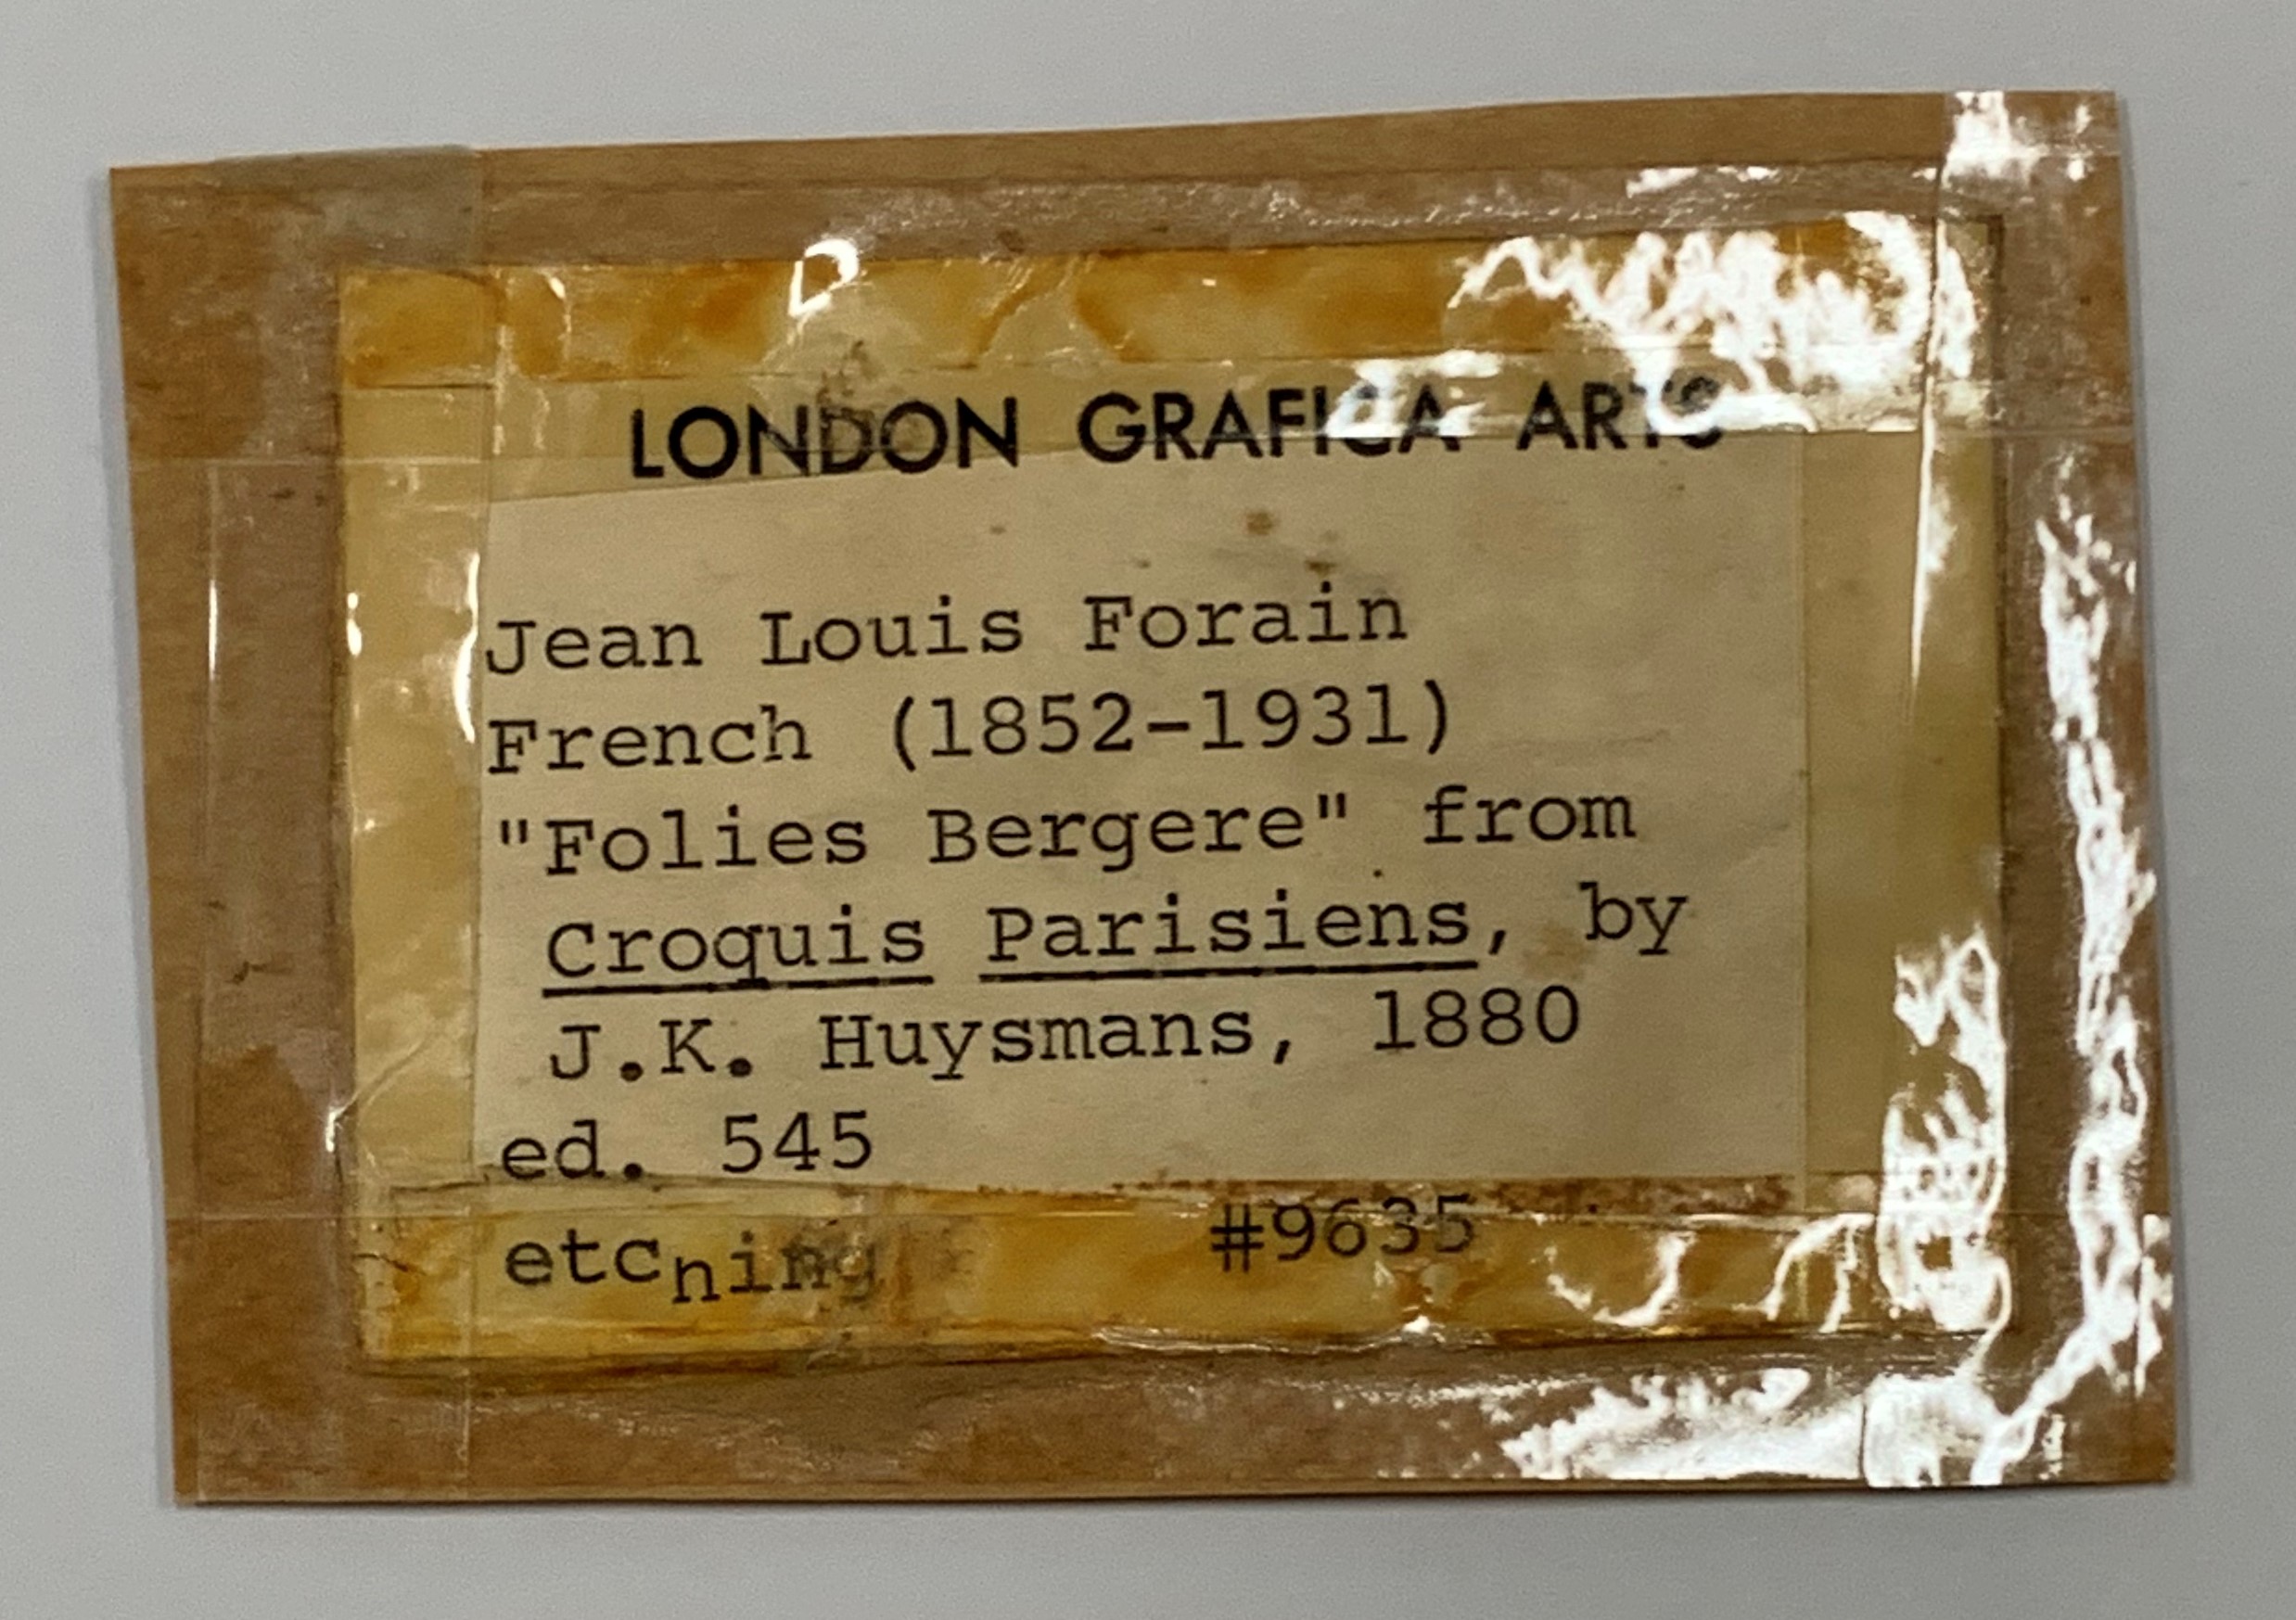 LONDON GRAFICA ARTS
Jean Louis Forain
French (1852-1931)
"Folies Bergere" from
Croquis Parisiens, by
J.K. Huysmans, 1880
ed. 545
etching #9635